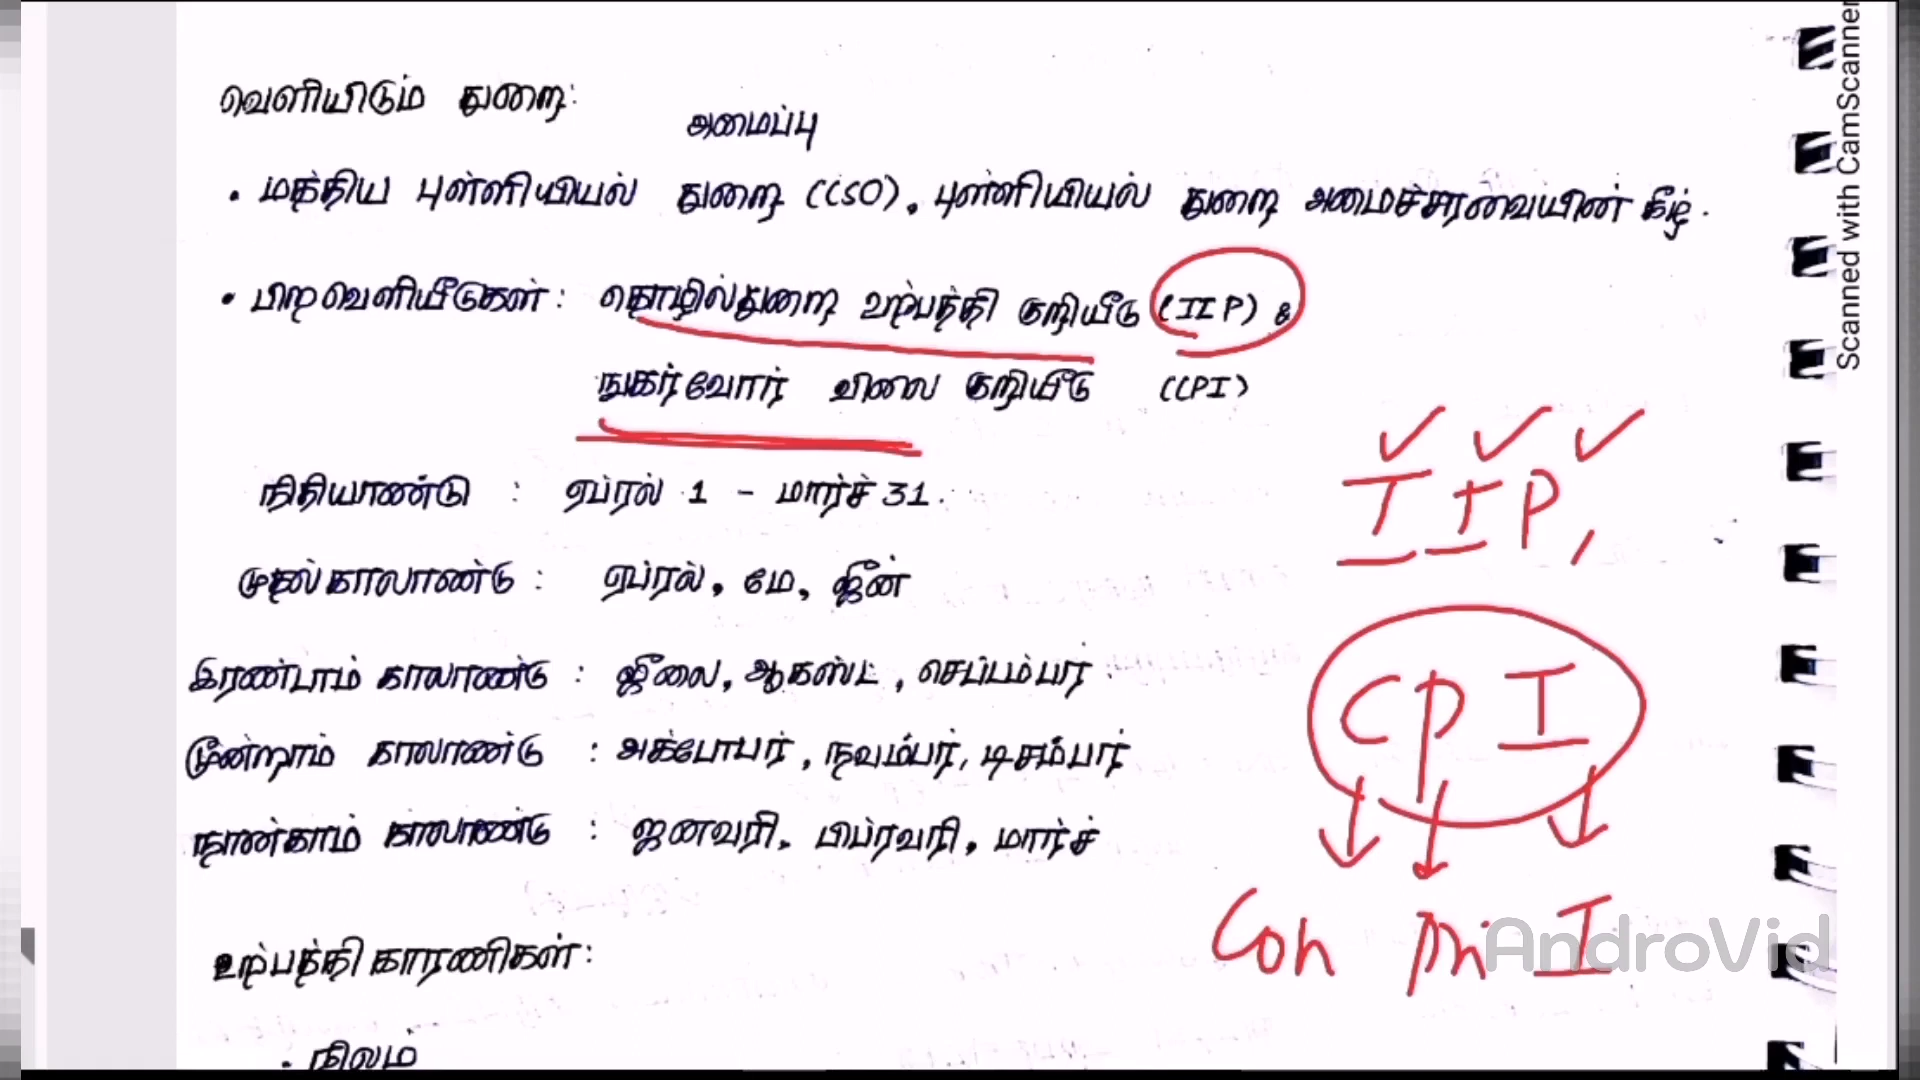 வெளியிடும் துறை:
அமைப்பு
• மத்திய புள்ளியியல் துறை (CSO), புள்ளியியல் துறை அமைச்சரவையின் கீழ்.
• பிறவெளியீடுகள்: தொழில்துறை உற்பத்தி குறியீடு (IIP) &
நுகர்வோர் விலை குறியீடு (CPI)
நிதியாண்டு : ஏப்ரல் 1 - மார்ச் 31.
முதல் காலாண்டு : ஏப்ரல், மே, ஜூன்
இரண்டாம் காலாண்டு : ஜூலை, ஆகஸ்ட், செப்டம்பர்
மூன்றாம் காலாண்டு : அக்டோபர், நவம்பர், டிசம்பர்
நான்காம் காலாண்டு : ஜனவரி, பிப்ரவரி, மார்ச்
உற்பத்தி காரணிகள்:
• நிலம்
IIP,
CPI
Con Pri I
AndroVid
Scanned with CamScanner